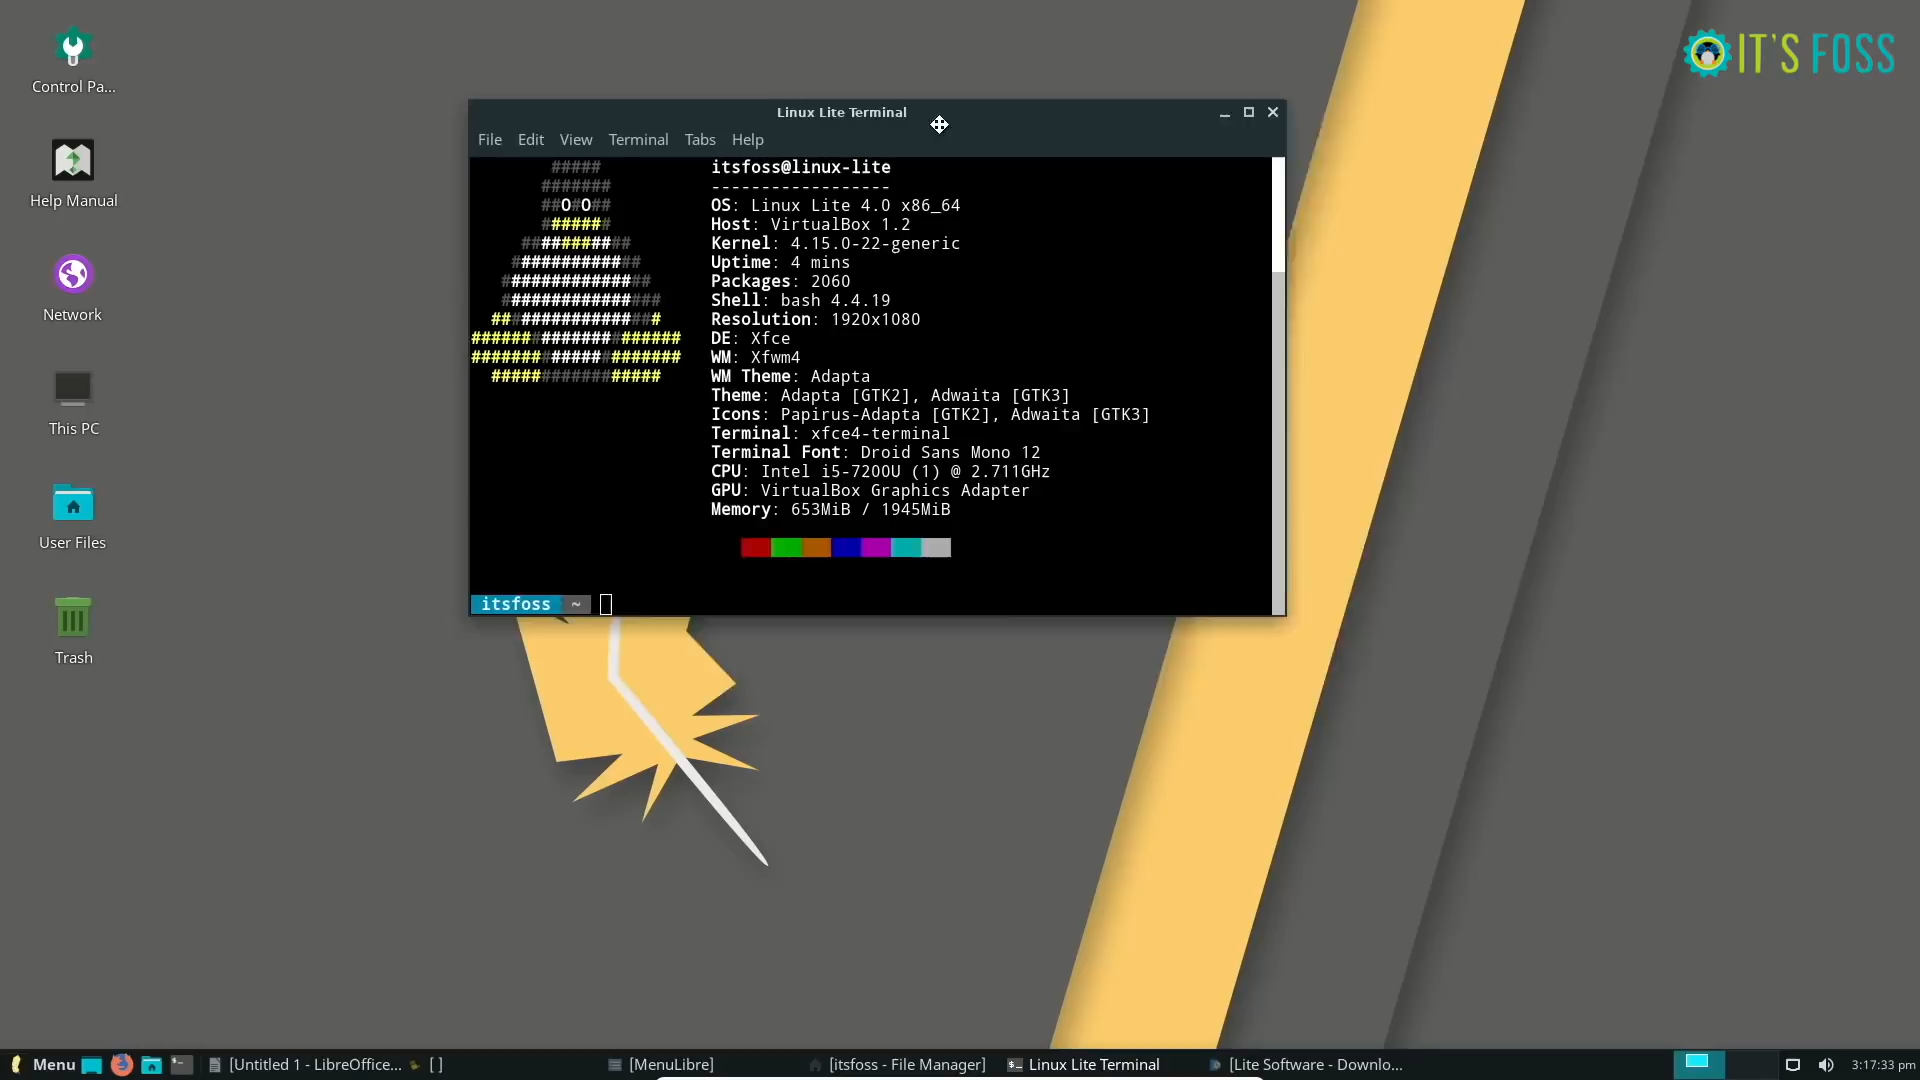 IT'S FOSS
Control Pa...
Help Manual
Network
This PC
User Files
Trash
Linux Lite Terminal
File Edit View Terminal Tabs Help
#####
#######
##O#O##
#######
###########
#############
###############
################
#################
#####################
#####################
#################
itsfoss@linux-lite
------------------
OS: Linux Lite 4.0 x86_64
Host: VirtualBox 1.2
Kernel: 4.15.0-22-generic
Uptime: 4 mins
Packages: 2060
Shell: bash 4.4.19
Resolution: 1920x1080
DE: Xfce
WM: Xfwm4
WM Theme: Adapta
Theme: Adapta [GTK2], Adwaita [GTK3]
Icons: Papirus-Adapta [GTK2], Adwaita [GTK3]
Terminal: xfce4-terminal
Terminal Font: Droid Sans Mono 12
CPU: Intel i5-7200U (1) @ 2.711GHz
GPU: VirtualBox Graphics Adapter
Memory: 653MiB / 1945MiB
itsfoss ~
Menu [Untitled 1 - LibreOffice... [ ] [MenuLibre] [itsfoss - File Manager] Linux Lite Terminal [Lite Software - Downlo... 3:17:33 pm